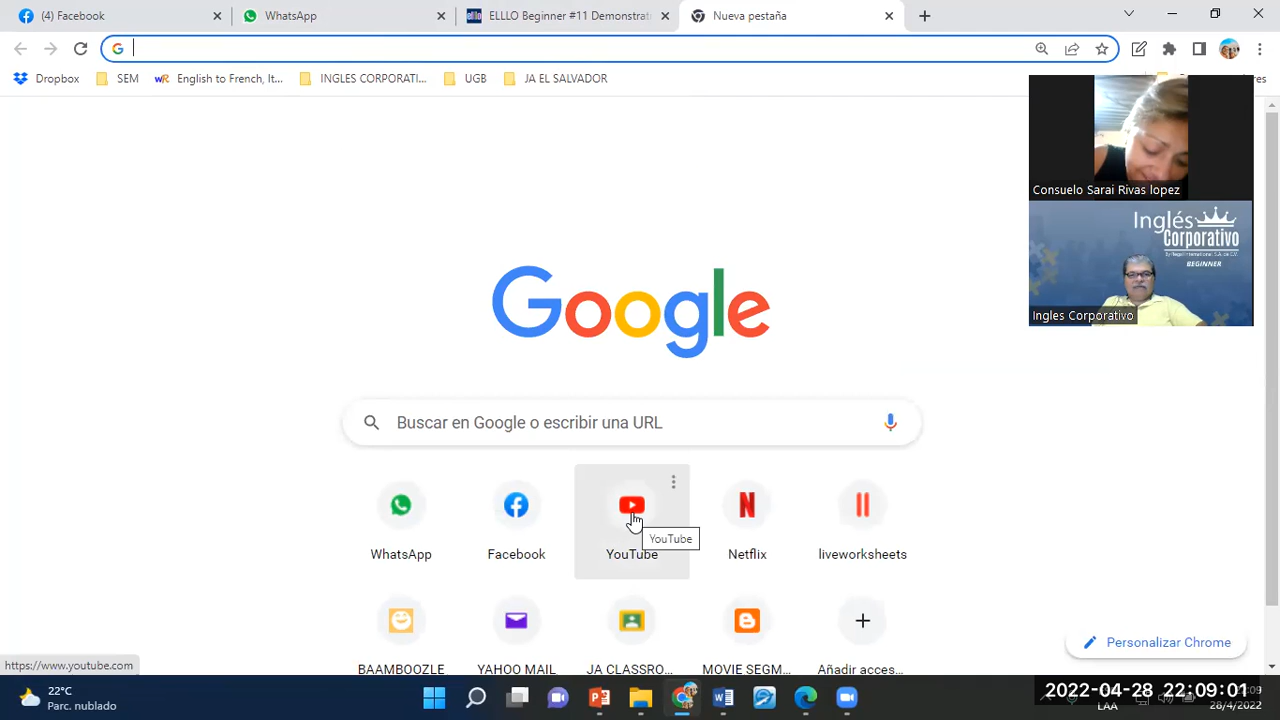 (4) Facebook
WhatsApp
ELLLO Beginner #11 Demonstrat
Nueva pestaña
Dropbox
SEM
English to French, It...
INGLES CORPORATI...
UGB
JA EL SALVADOR
Consuelo Sarai Rivas lopez
Inglés
Corporativo
BEGINNER
Ingles Corporativo
Google
Buscar en Google o escribir una URL
WhatsApp
Facebook
YouTube
YouTube
Netflix
liveworksheets
BAAMBOOZLE
YAHOO MAIL
JA CLASSRO...
MOVIE SEGM...
Añadir acces...
Personalizar Chrome
https://www.youtube.com
22°C
Parc. nublado
2022-04-28 22:09:01
LAA
28/4/2022